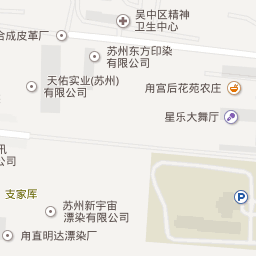 吴中区精神
卫生中心
合成皮革厂
苏州东方印染
有限公司
天佑实业(苏州)
有限公司
甪宫后花苑农庄
星乐大舞厅
讯
公司
支家厍
苏州新宇宙
漂染有限公司
甪直明达漂染厂
P